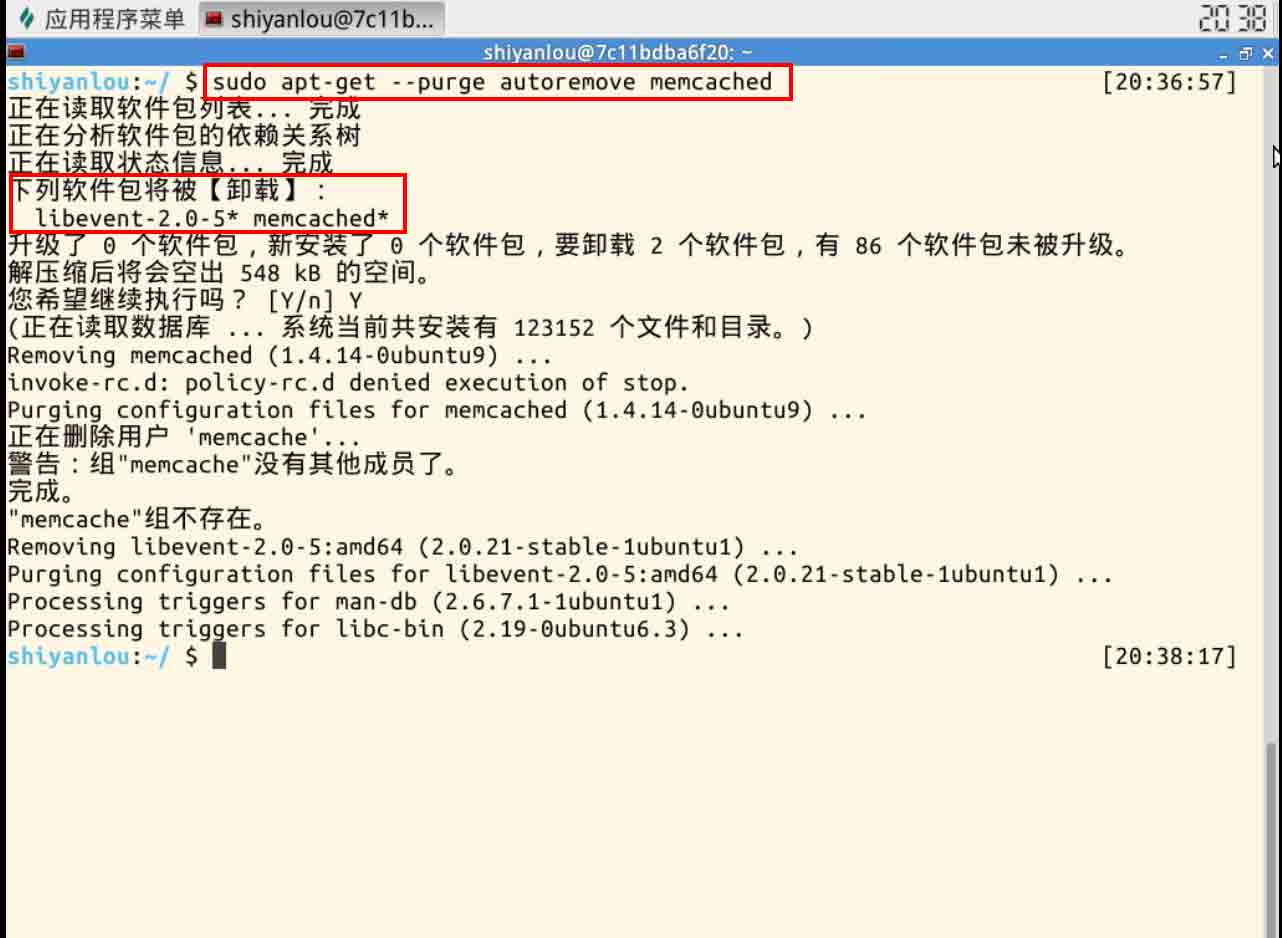 应用程序菜单 shiyanlou@7c11b... 20 38
shiyanlou@7c11bdba6f20: ~
shiyanlou:~/ $ sudo apt-get --purge autoremove memcached [20:36:57]
正在读取软件包列表... 完成
正在分析软件包的依赖关系树
正在读取状态信息... 完成
下列软件包将被【卸载】：
libevent-2.0-5* memcached*
升级了 0 个软件包，新安装了 0 个软件包，要卸载 2 个软件包，有 86 个软件包未被升级。
解压缩后将会空出 548 kB 的空间。
您希望继续执行吗？ [Y/n] Y
(正在读取数据库 ... 系统当前共安装有 123152 个文件和目录。)
Removing memcached (1.4.14-0ubuntu9) ...
invoke-rc.d: policy-rc.d denied execution of stop.
Purging configuration files for memcached (1.4.14-0ubuntu9) ...
正在删除用户 'memcache'...
警告：组"memcache"没有其他成员了。
完成。
"memcache"组不存在。
Removing libevent-2.0-5:amd64 (2.0.21-stable-1ubuntu1) ...
Purging configuration files for libevent-2.0-5:amd64 (2.0.21-stable-1ubuntu1) ...
Processing triggers for man-db (2.6.7.1-1ubuntu1) ...
Processing triggers for libc-bin (2.19-0ubuntu6.3) ...
shiyanlou:~/ $ [20:38:17]